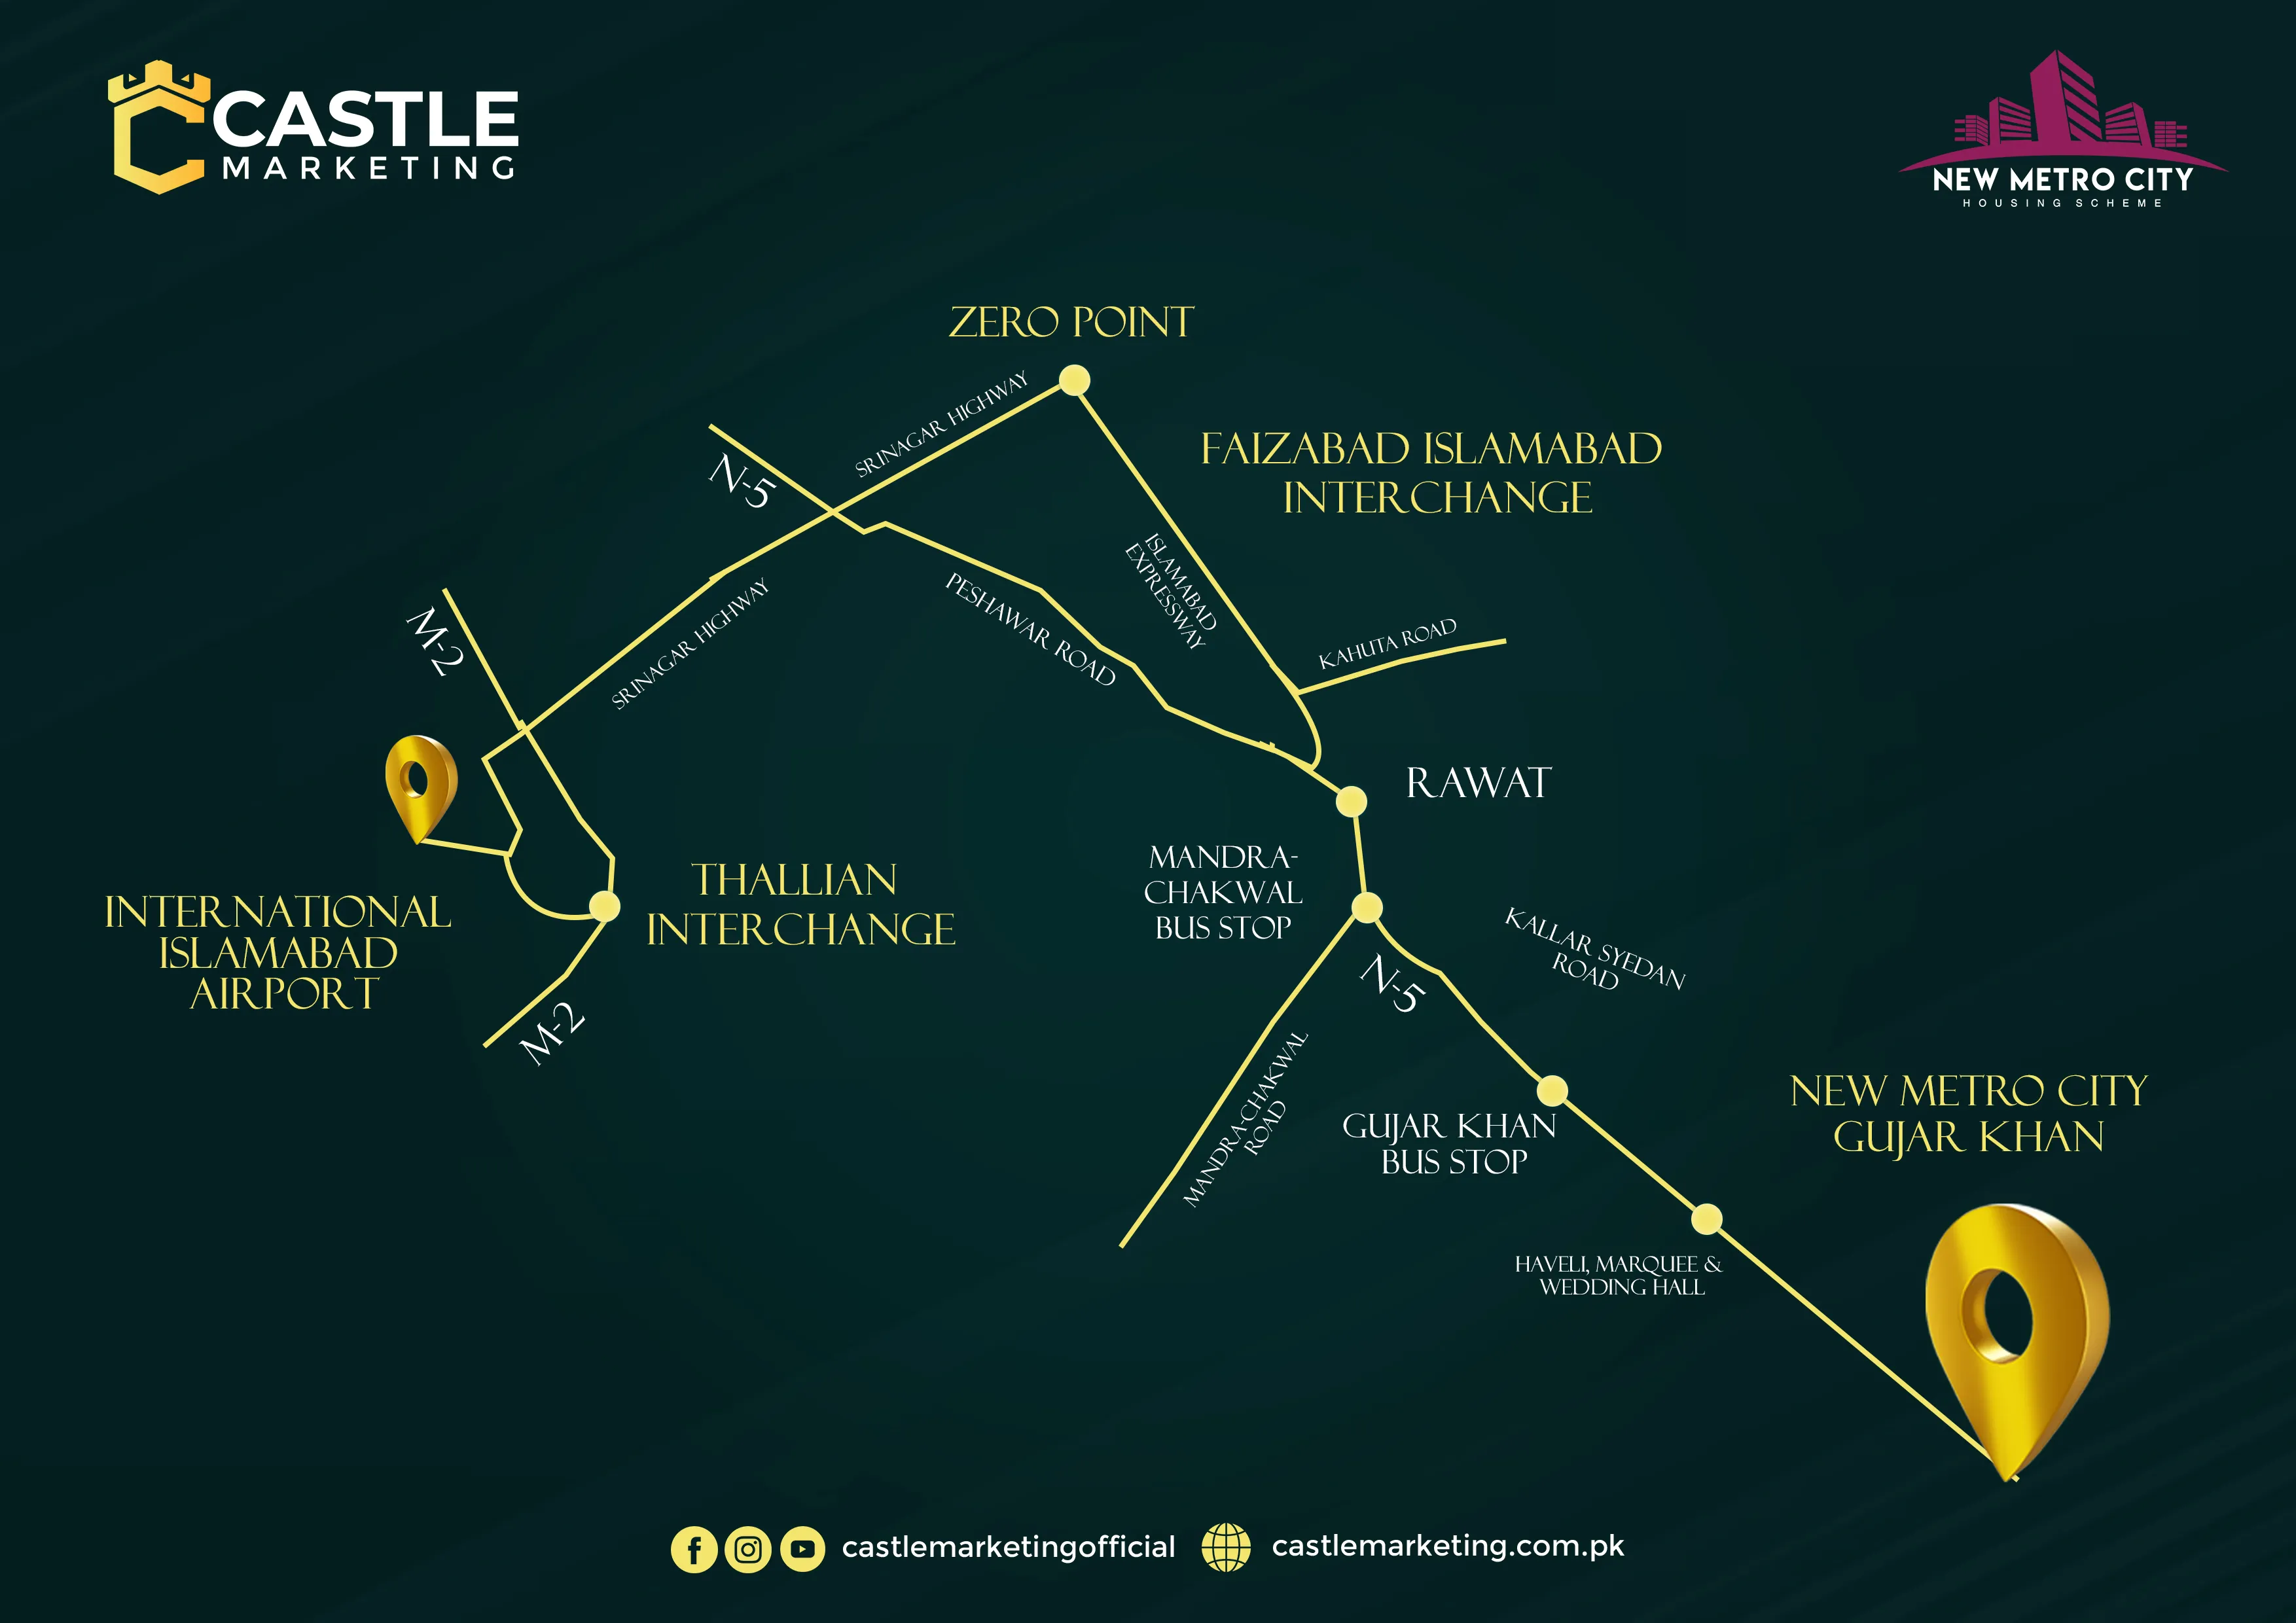 CASTLE
MARKETING
NEW METRO CITY
HOUSING SCHEME
ZERO POINT
SRINAGAR HIGHWAY
N-5
FAIZABAD ISLAMABAD
INTERCHANGE
ISLAMABAD
EXPRESSWAY
PESHAWAR ROAD
SRINAGAR HIGHWAY
M-2
KAHUTA ROAD
RAWAT
MANDRA-
CHAKWAL
BUS STOP
THALLIAN
INTERCHANGE
INTERNATIONAL
ISLAMABAD
AIRPORT
M-2
KALLAR SYEDAN
ROAD
N-5
MANDRA-CHAKWAL
ROAD
GUJAR KHAN
BUS STOP
NEW METRO CITY
GUJAR KHAN
HAVELI, MARQUEE &
WEDDING HALL
castlemarketingofficial
castlemarketing.com.pk